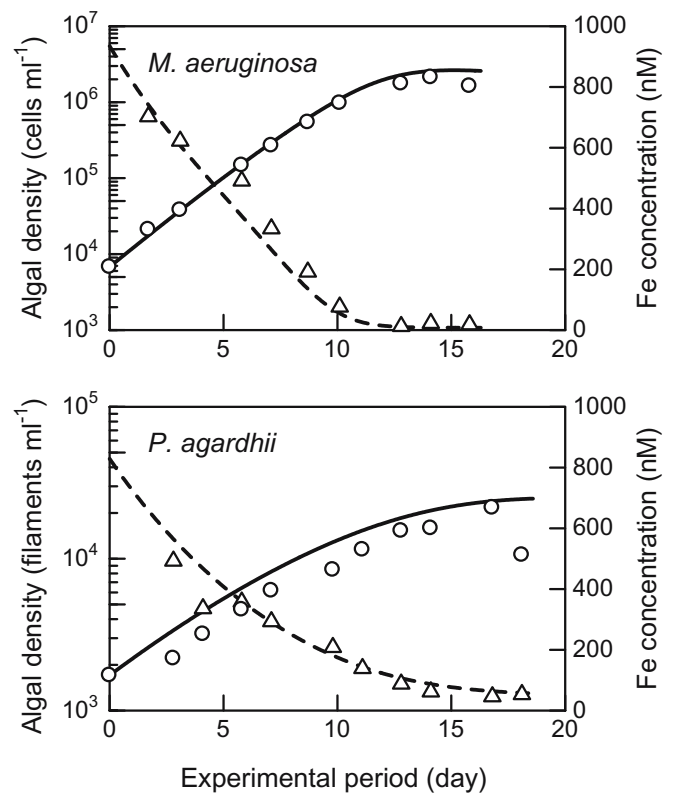 M. aeruginosa
Algal density (cells ml⁻¹)
10⁷
10⁶
10⁵
10⁴
10³
1000
800
600
400
200
0
Fe concentration (nM)
0 5 10 15 20
P. agardhii
Algal density (filaments ml⁻¹)
10⁵
10⁴
10³
1000
800
600
400
200
0
Fe concentration (nM)
0 5 10 15 20
Experimental period (day)